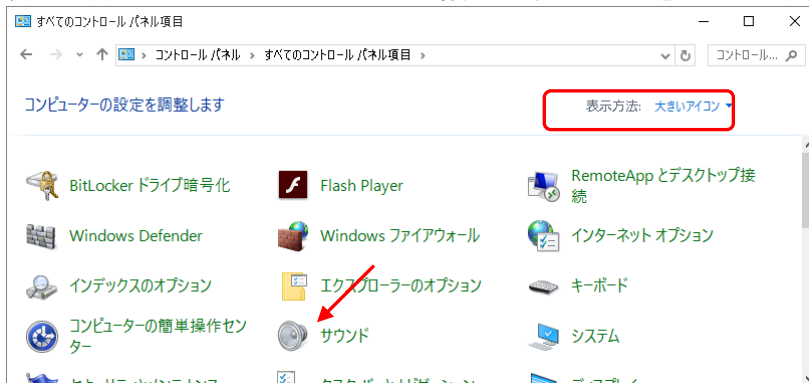 すべてのコントロール パネル項目
コントロール パネル › すべてのコントロール パネル項目 ›
コントロール...
コンピューターの設定を調整します
表示方法: 大きいアイコン
BitLocker ドライブ暗号化
Flash Player
RemoteApp とデスクトップ接
続
Windows Defender
Windows ファイアウォール
インターネット オプション
インデックスのオプション
エクスプローラーのオプション
キーボード
コンピューターの簡単操作セン
ター
サウンド
システム